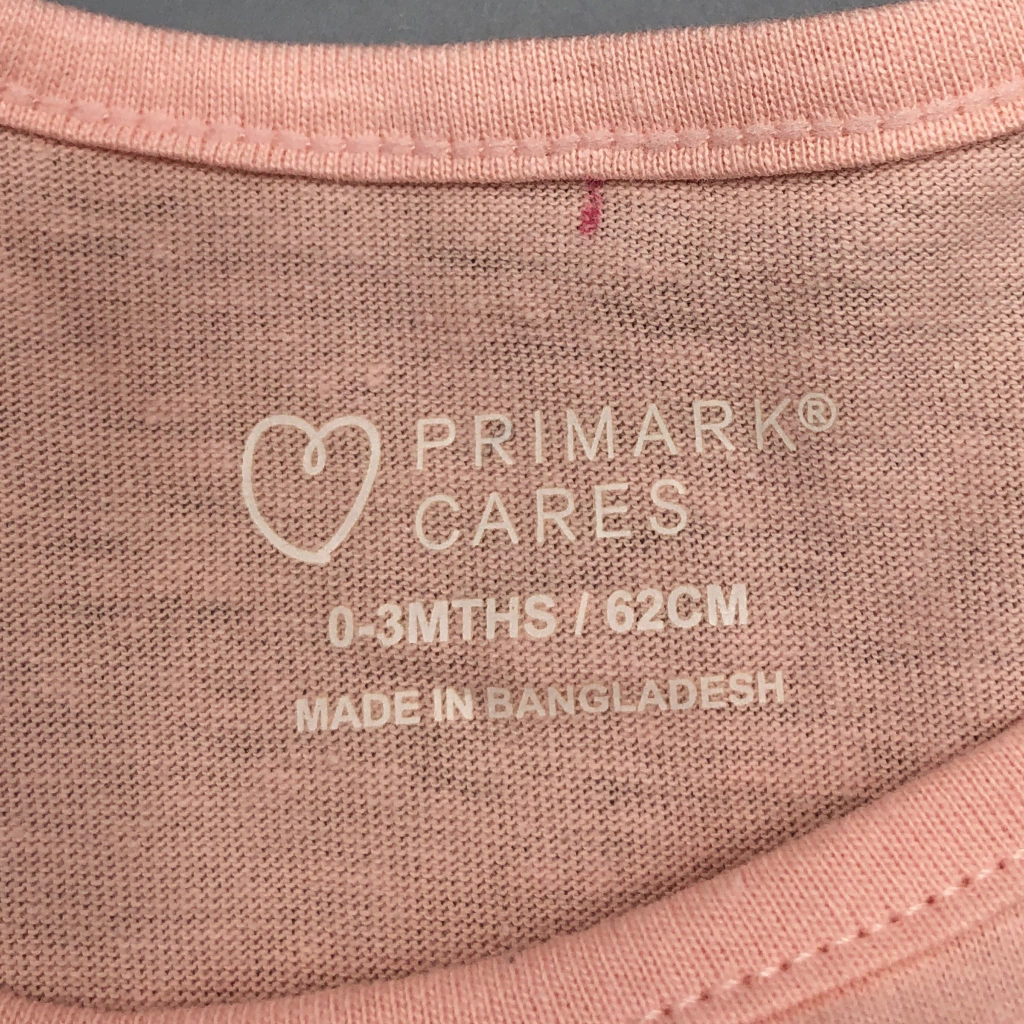 PRIMARK®
CARES
0-3MTHS / 62CM
MADE IN BANGLADESH